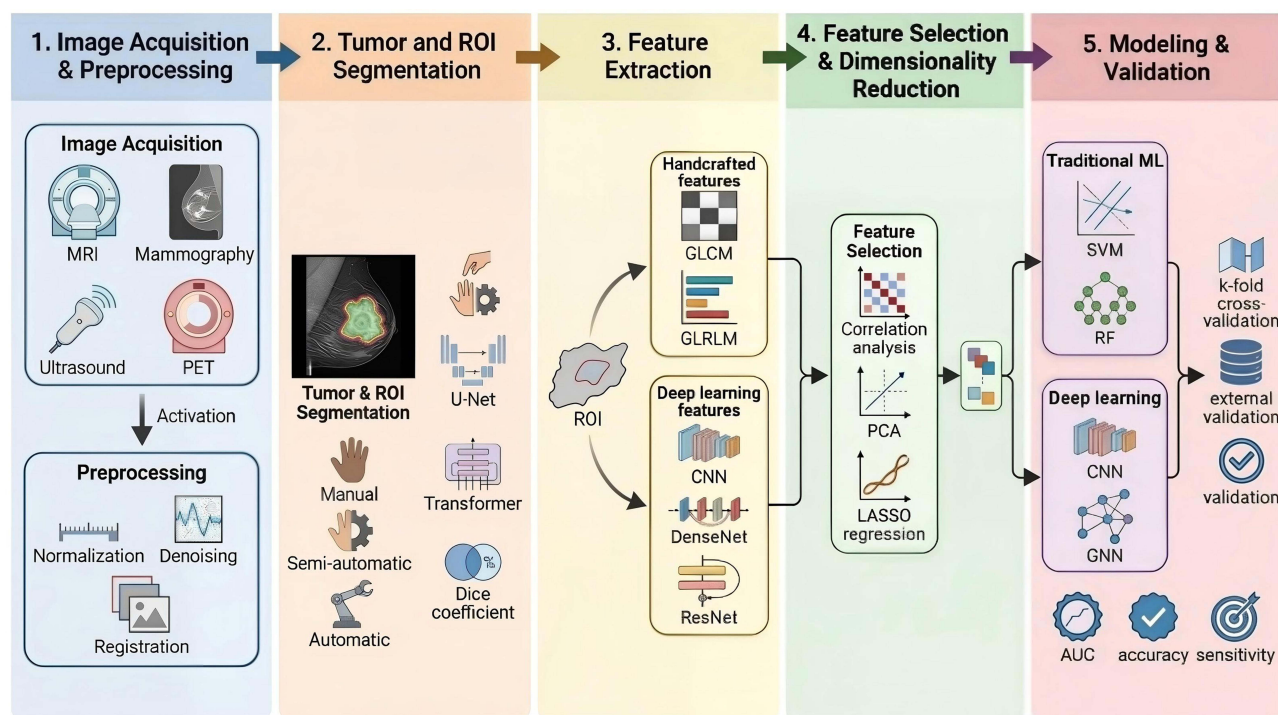 1. Image Acquisition
& Preprocessing
Image Acquisition
MRI
Mammography
Ultrasound
PET
Activation
Preprocessing
Normalization
Denoising
Registration
2. Tumor and ROI
Segmentation
Tumor & ROI
Segmentation
Manual
Semi-automatic
Automatic
U-Net
Transformer
Dice
coefficient
3. Feature
Extraction
ROI
Handcrafted
features
GLCM
GLRLM
Deep learning
features
CNN
DenseNet
ResNet
4. Feature Selection
& Dimensionality
Reduction
Feature
Selection
Correlation
analysis
PCA
LASSO
regression
5. Modeling &
Validation
Traditional ML
SVM
RF
Deep learning
CNN
GNN
k-fold
cross-
validation
external
validation
validation
AUC
accuracy
sensitivity